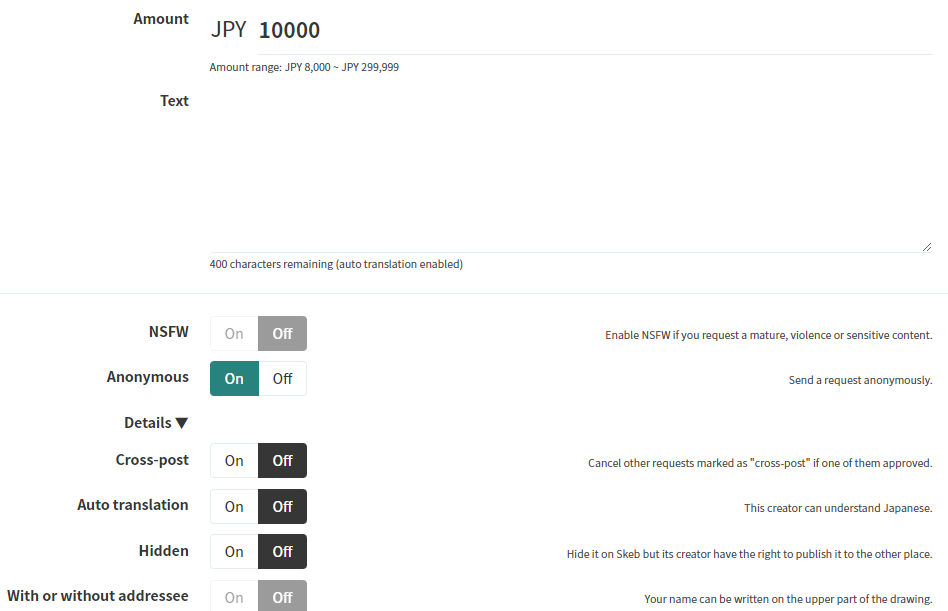 Amount
JPY 10000
Amount range: JPY 8,000 ~ JPY 299,999
Text
400 characters remaining (auto translation enabled)
NSFW On Off Enable NSFW if you request a mature, violence or sensitive content.
Anonymous On Off Send a request anonymously.
Details ▼
Cross-post On Off Cancel other requests marked as "cross-post" if one of them approved.
Auto translation On Off This creator can understand Japanese.
Hidden On Off Hide it on Skeb but its creator have the right to publish it to the other place.
With or without addressee On Off Your name can be written on the upper part of the drawing.